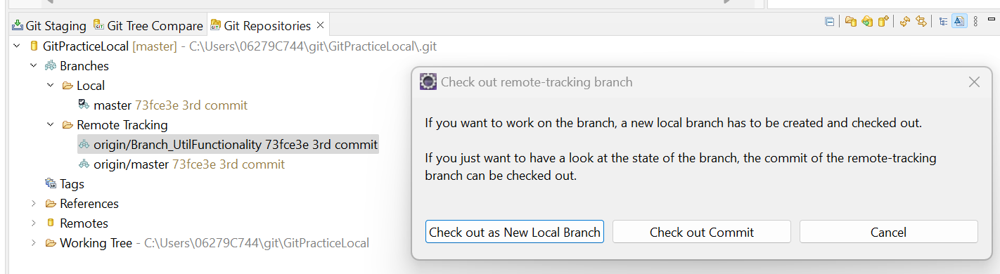 Git Staging Git Tree Compare Git Repositories
GitPracticeLocal [master] - C:\Users\06279C744\git\GitPracticeLocal\.git
Branches
Local
master 73fce3e 3rd commit
Remote Tracking
origin/Branch_UtilFunctionality 73fce3e 3rd commit
origin/master 73fce3e 3rd commit
Tags
References
Remotes
Working Tree - C:\Users\06279C744\git\GitPracticeLocal
Check out remote-tracking branch
If you want to work on the branch, a new local branch has to be created and checked out.
If you just want to have a look at the state of the branch, the commit of the remote-tracking
branch can be checked out.
Check out as New Local Branch Check out Commit Cancel